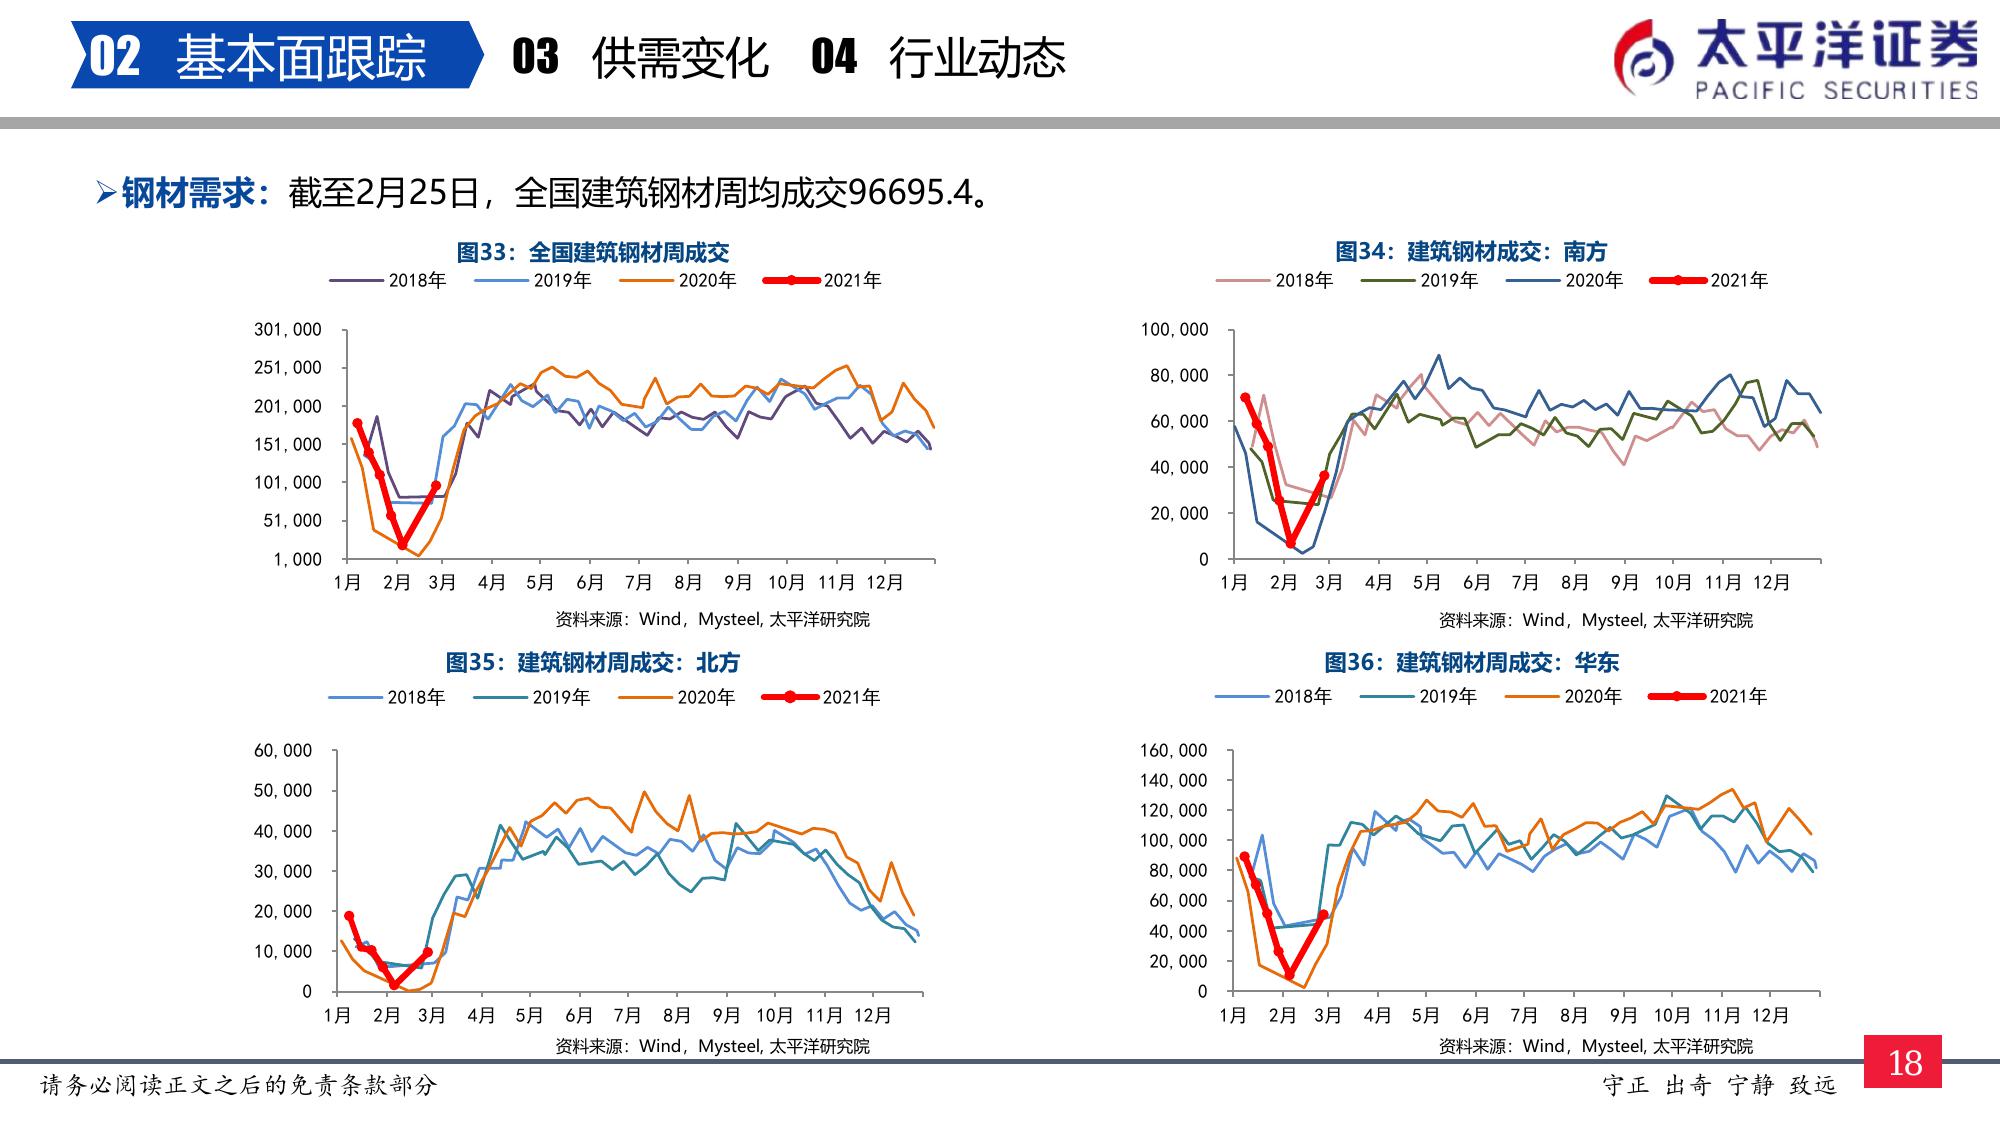 02 基本面跟踪 03 供需变化 04 行业动态
太平洋证券
PACIFIC SECURITIES
➢钢材需求：截至2月25日，全国建筑钢材周均成交96695.4。
图33：全国建筑钢材周成交
2018年 2019年 2020年 2021年
301,000
251,000
201,000
151,000
101,000
51,000
1,000
1月 2月 3月 4月 5月 6月 7月 8月 9月 10月 11月 12月
资料来源：Wind，Mysteel, 太平洋研究院
图34：建筑钢材成交：南方
2018年 2019年 2020年 2021年
100,000
80,000
60,000
40,000
20,000
0
1月 2月 3月 4月 5月 6月 7月 8月 9月 10月 11月 12月
资料来源：Wind，Mysteel, 太平洋研究院
图35：建筑钢材周成交：北方
2018年 2019年 2020年 2021年
60,000
50,000
40,000
30,000
20,000
10,000
0
1月 2月 3月 4月 5月 6月 7月 8月 9月 10月 11月 12月
资料来源：Wind，Mysteel, 太平洋研究院
图36：建筑钢材周成交：华东
2018年 2019年 2020年 2021年
160,000
140,000
120,000
100,000
80,000
60,000
40,000
20,000
0
1月 2月 3月 4月 5月 6月 7月 8月 9月 10月 11月 12月
资料来源：Wind，Mysteel, 太平洋研究院
请务必阅读正文之后的免责条款部分
守正 出奇 宁静 致远
18